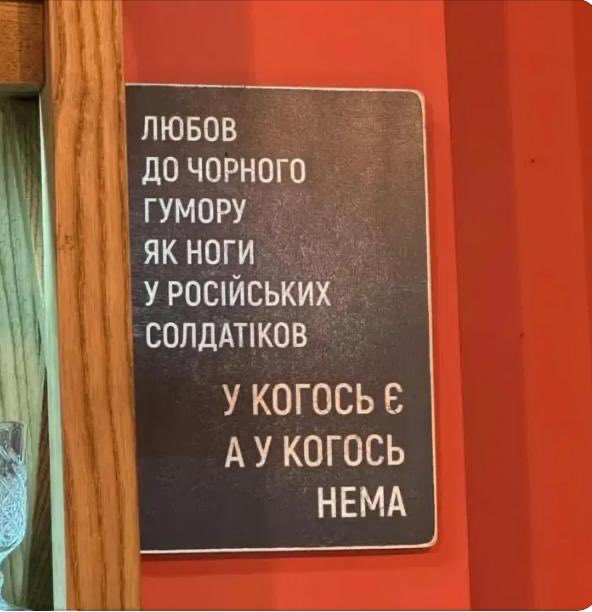 ЛЮБОВ
ДО ЧОРНОГО
ГУМОРУ
ЯК НОГИ
У РОСІЙСЬКИХ
СОЛДАТІКОВ
У КОГОСЬ Є
А У КОГОСЬ
НЕМА